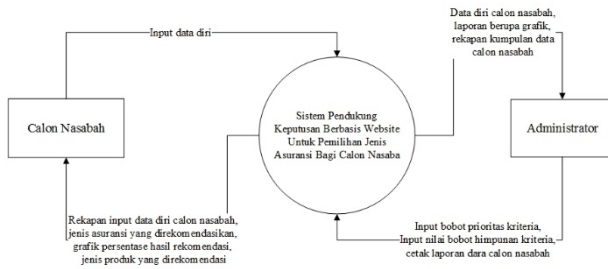 Input data diri
Data diri calon nasabah,
laporan berupa grafik,
rekapan kumpulan data
calon nasabah
Calon Nasabah
Sistem Pendukung
Keputusan Berbasis Website
Untuk Pemilihan Jenis
Asuransi Bagi Calon Nasaba
Administrator
Rekapan input data diri calon nasabah,
jenis asuransi yang direkomendasikan,
grafik persentase hasil rekomendasi,
jenis produk yang direkomendasi
Input bobot prioritas kriteria,
Input nilai bobot himpunan kriteria,
cetak laporan dara calon nasabah